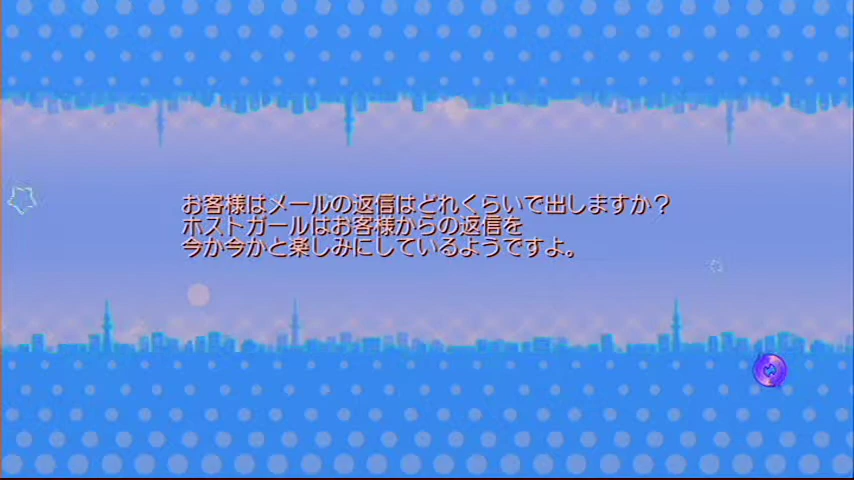 お客様はメールの返信はどれくらいで出しますか？
ホストガールはお客様からの返信を
今か今かと楽しみにしているようですよ。